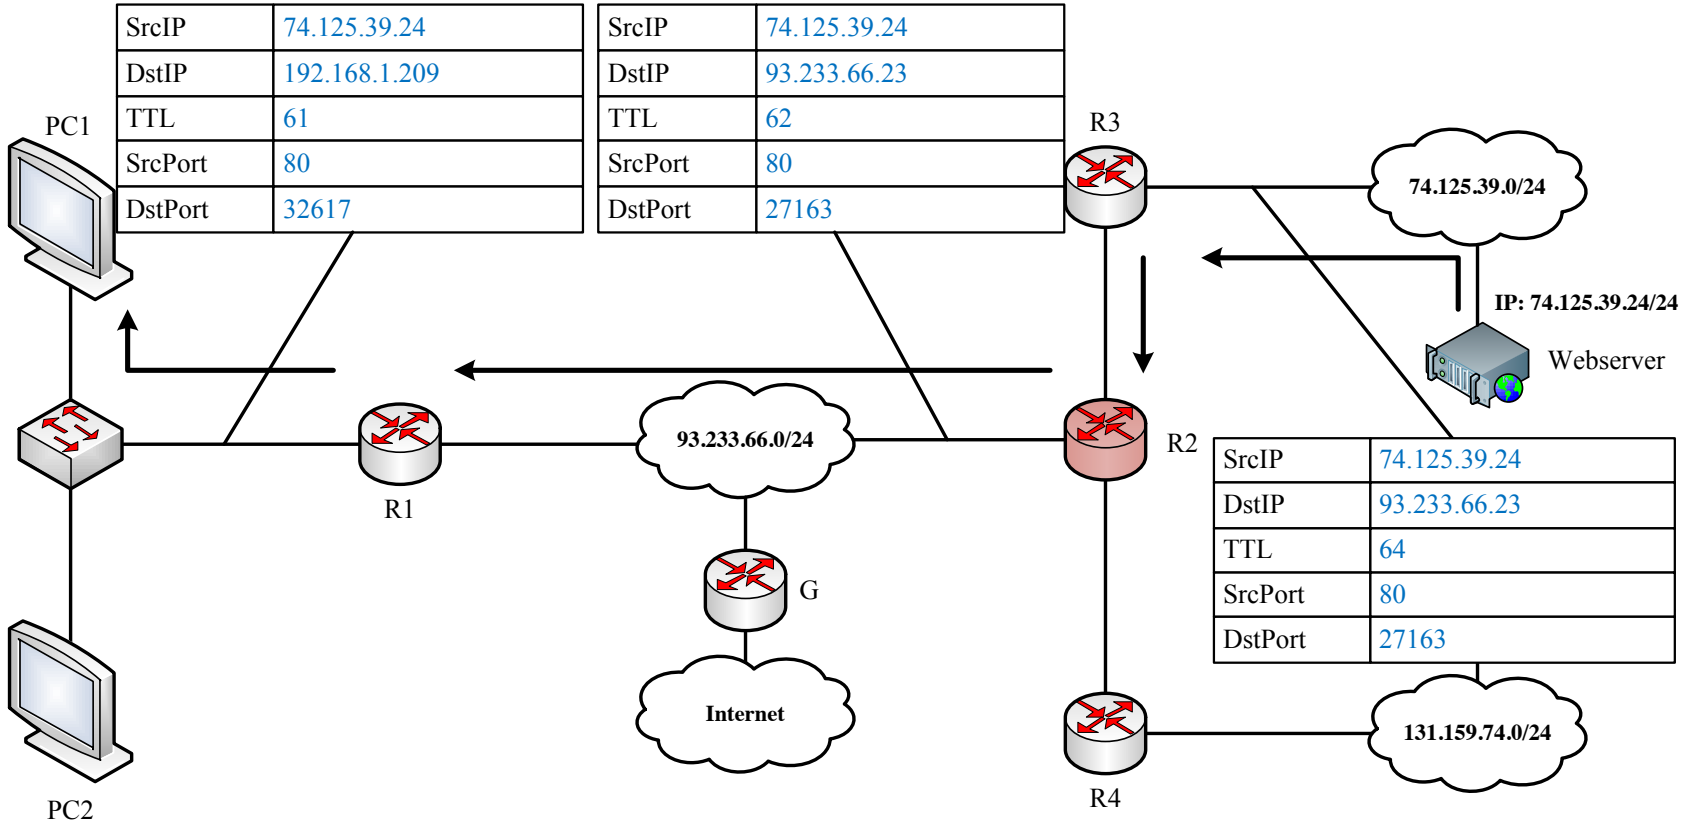 SrcIP 74.125.39.24
DstIP 192.168.1.209
TTL 61
SrcPort 80
DstPort 32617
SrcIP 74.125.39.24
DstIP 93.233.66.23
TTL 62
SrcPort 80
DstPort 27163
PC1
R3
74.125.39.0/24
IP: 74.125.39.24/24
Webserver
93.233.66.0/24
R2
R1
SrcIP 74.125.39.24
DstIP 93.233.66.23
TTL 64
SrcPort 80
DstPort 27163
G
Internet
131.159.74.0/24
R4
PC2